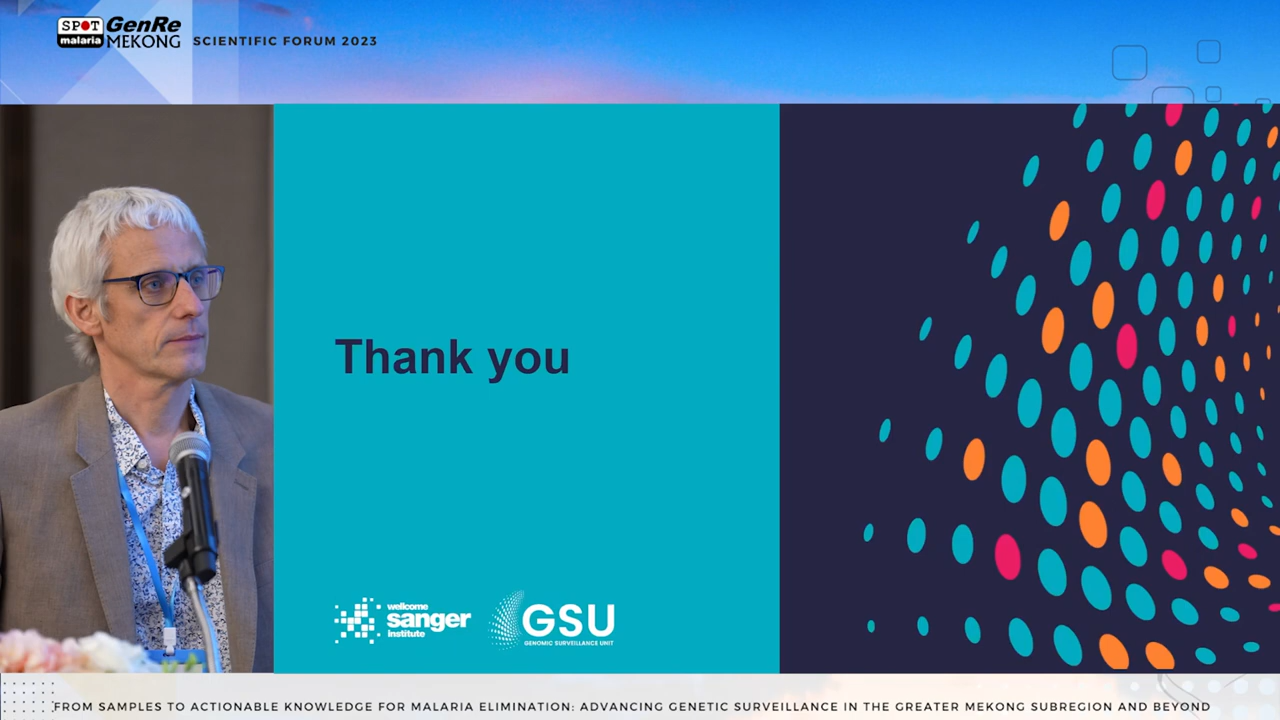 SPOT
malaria
GenRe
MEKONG
SCIENTIFIC FORUM 2023
Thank you
wellcome
sanger
institute
GSU
GENOMIC SURVEILLANCE UNIT
FROM SAMPLES TO ACTIONABLE KNOWLEDGE FOR MALARIA ELIMINATION: ADVANCING GENETIC SURVEILLANCE IN THE GREATER MEKONG SUBREGION AND BEYOND